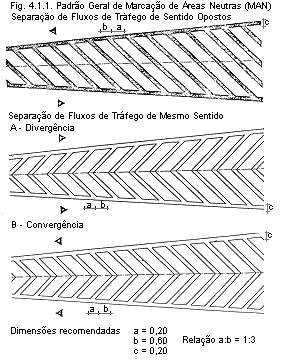 Fig. 4.1.1. Padrão Geral de Marcação de Áreas Neutras (MAN)
Separação de Fluxos de Tráfego de Sentido Opostos
b a
c
Separação de Fluxos de Tráfego de Mesmo Sentido
A - Divergência
a b
c
B - Convergência
c
a b
Dimensões recomendadas a = 0,20
b = 0,60
c = 0,20
Relação a:b = 1:3